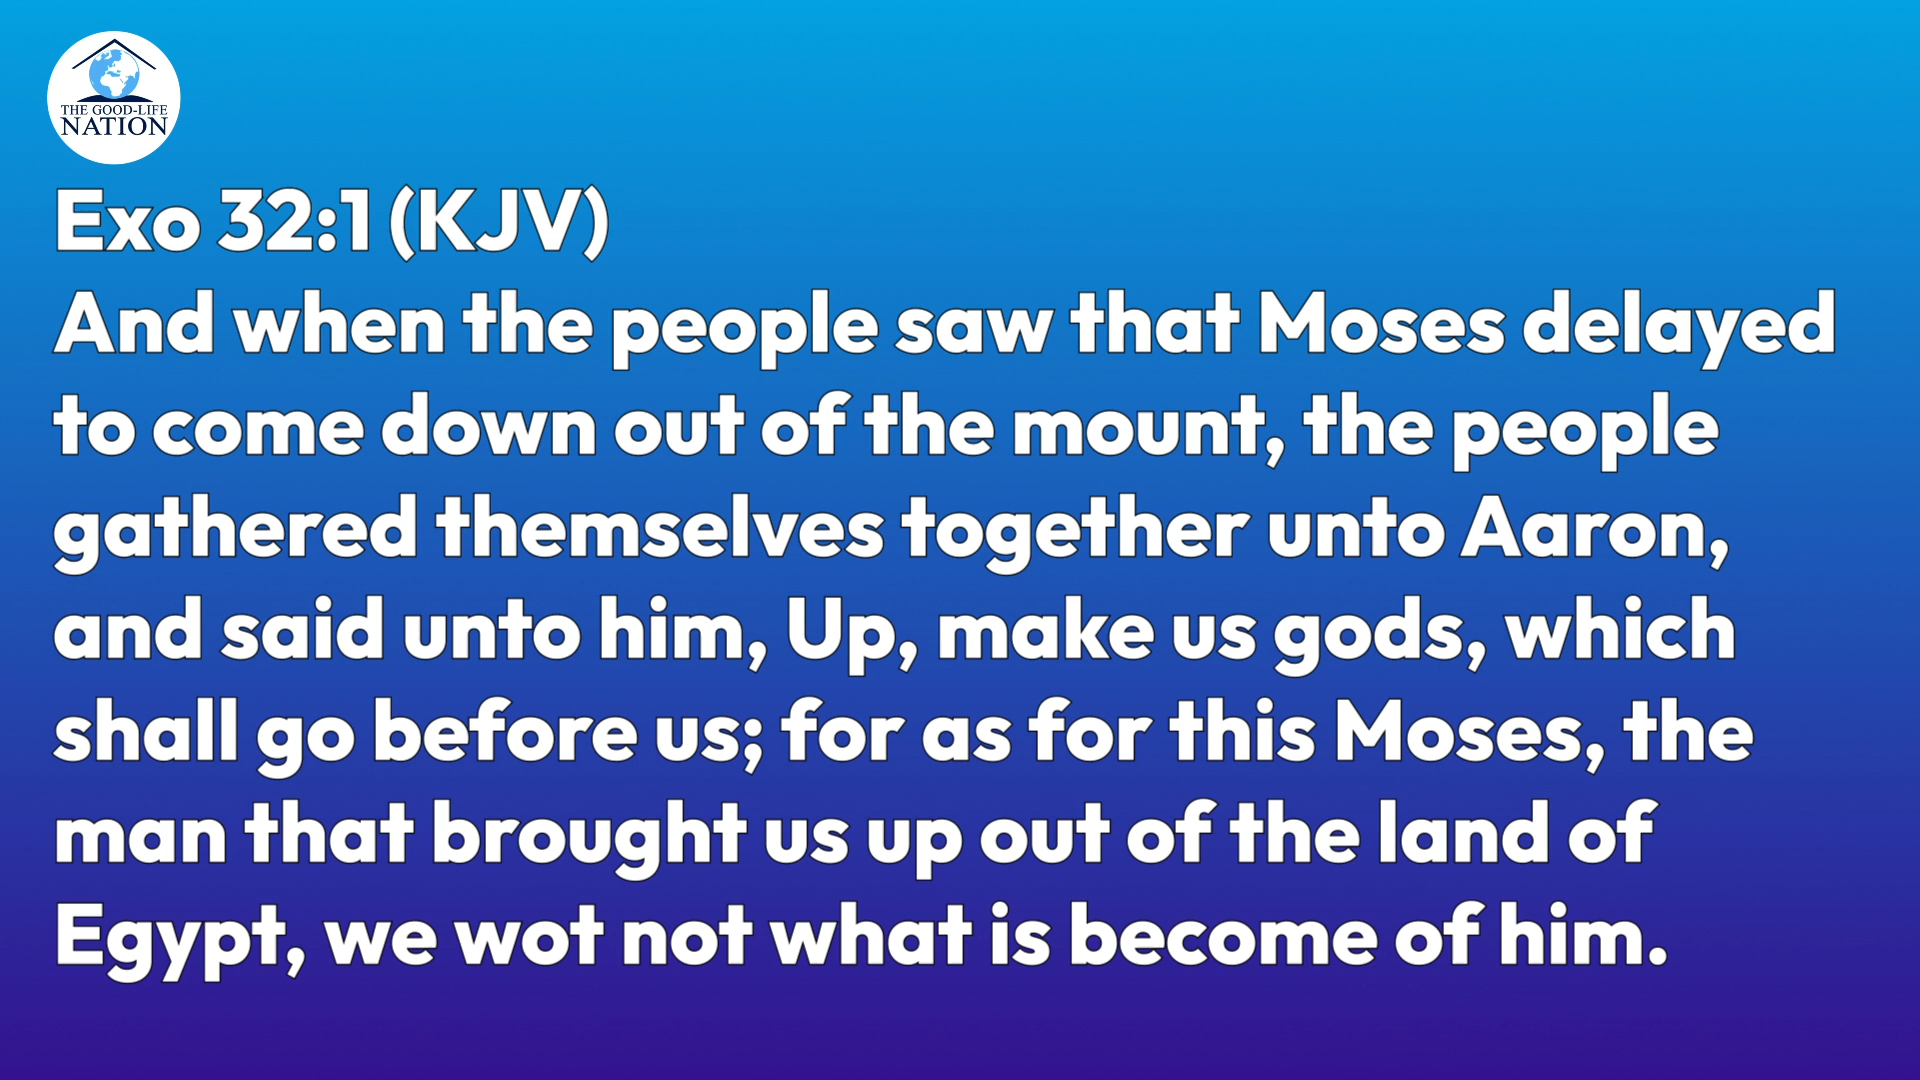 THE GOOD-LIFE
NATION
Exo 32:1 (KJV)
And when the people saw that Moses delayed
to come down out of the mount, the people
gathered themselves together unto Aaron,
and said unto him, Up, make us gods, which
shall go before us; for as for this Moses, the
man that brought us up out of the land of
Egypt, we wot not what is become of him.